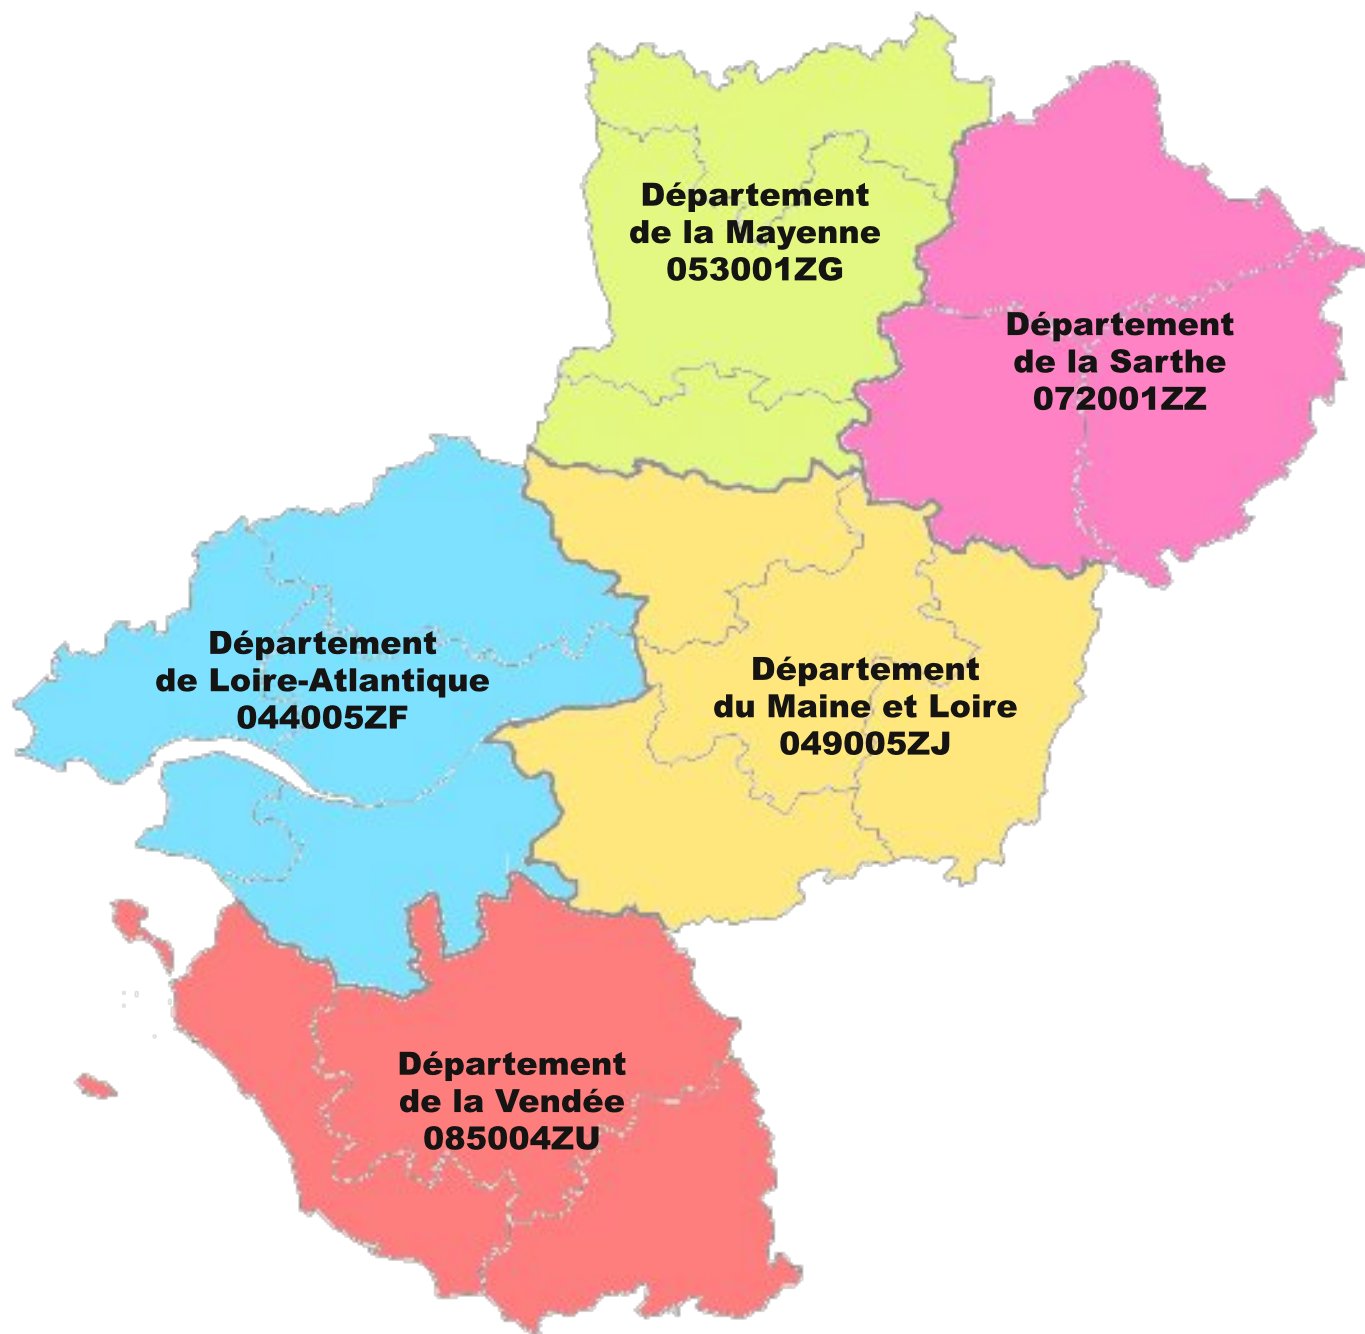 Département
de la Mayenne
053001ZG
Département
de la Sarthe
072001ZZ
Département
de Loire-Atlantique
044005ZF
Département
du Maine et Loire
049005ZJ
Département
de la Vendée
085004ZU